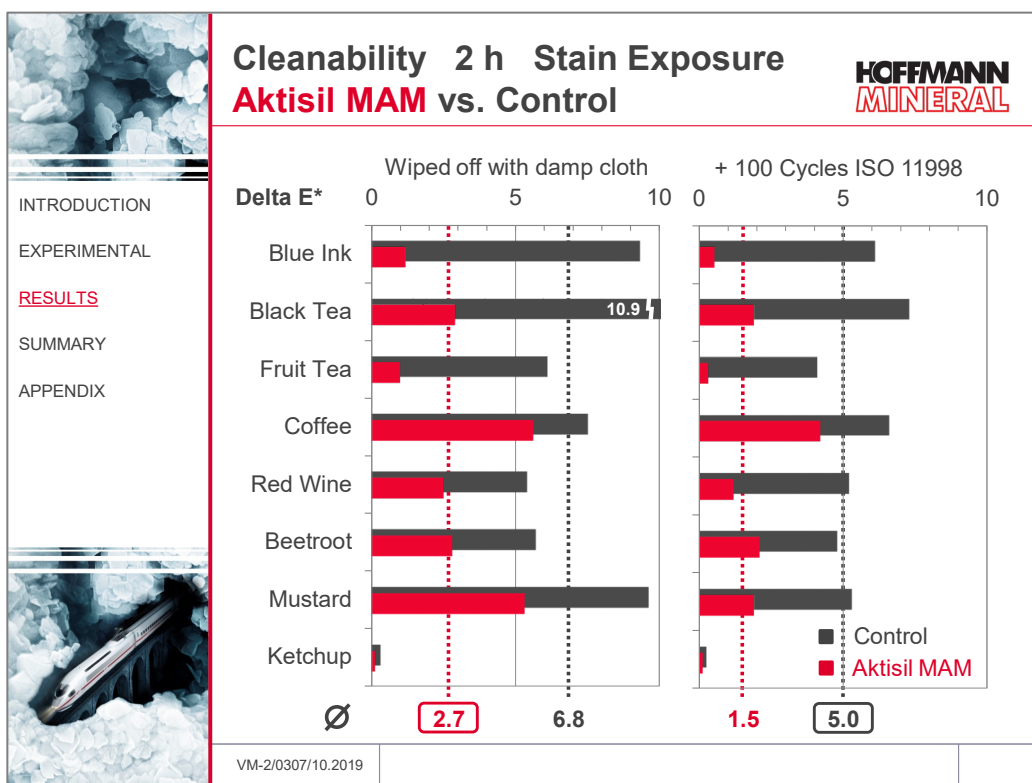 Cleanability 2 h Stain Exposure
Aktisil MAM vs. Control
HOFFMANN
MINERAL
INTRODUCTION
EXPERIMENTAL
RESULTS
SUMMARY
APPENDIX
Wiped off with damp cloth
+ 100 Cycles ISO 11998
Delta E* 0 5 10 0 5 10
Blue Ink
Black Tea 10.9
Fruit Tea
Coffee
Red Wine
Beetroot
Mustard
Ketchup
Control
Aktisil MAM
Ø 2.7 6.8 1.5 5.0
VM-2/0307/10.2019